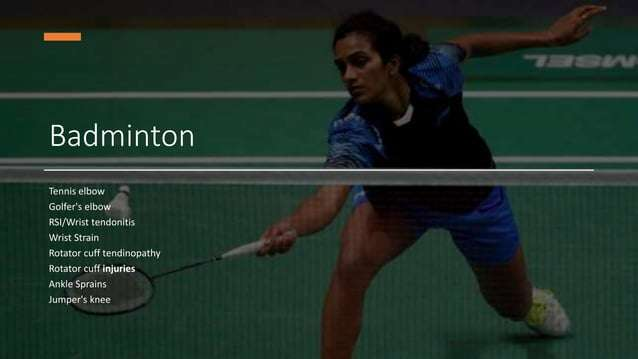 Badminton
Tennis elbow
Golfer's elbow
RSI/Wrist tendonitis
Wrist Strain
Rotator cuff tendinopathy
Rotator cuff injuries
Ankle Sprains
Jumper's knee